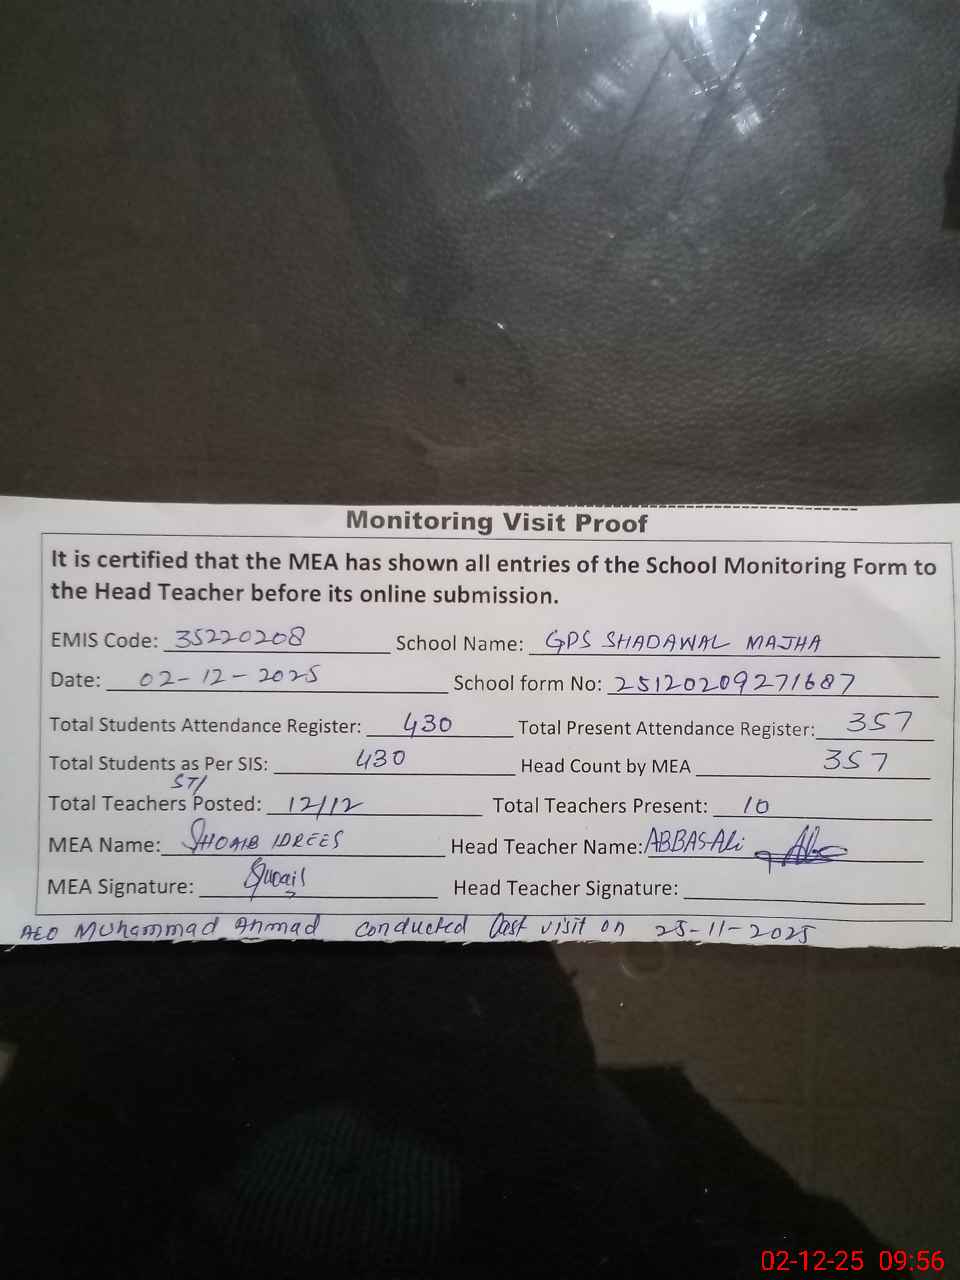 Monitoring Visit Proof
It is certified that the MEA has shown all entries of the School Monitoring Form to
the Head Teacher before its online submission.
EMIS Code: 35220208 School Name: GPS SHADAWAL MAJHA
Date: 02-12-2025 School form No: 25120209271687
Total Students Attendance Register: 430 Total Present Attendance Register: 357
Total Students as Per SIS: 430 Head Count by MEA 357
STI
Total Teachers Posted: 12/12 Total Teachers Present: 10
MEA Name: SHOAIB IDREES Head Teacher Name: ABBAS Ali
MEA Signature: Head Teacher Signature:
AEO Muhammad Ahmad conducted last visit on 25-11-2025
02-12-25 09:56